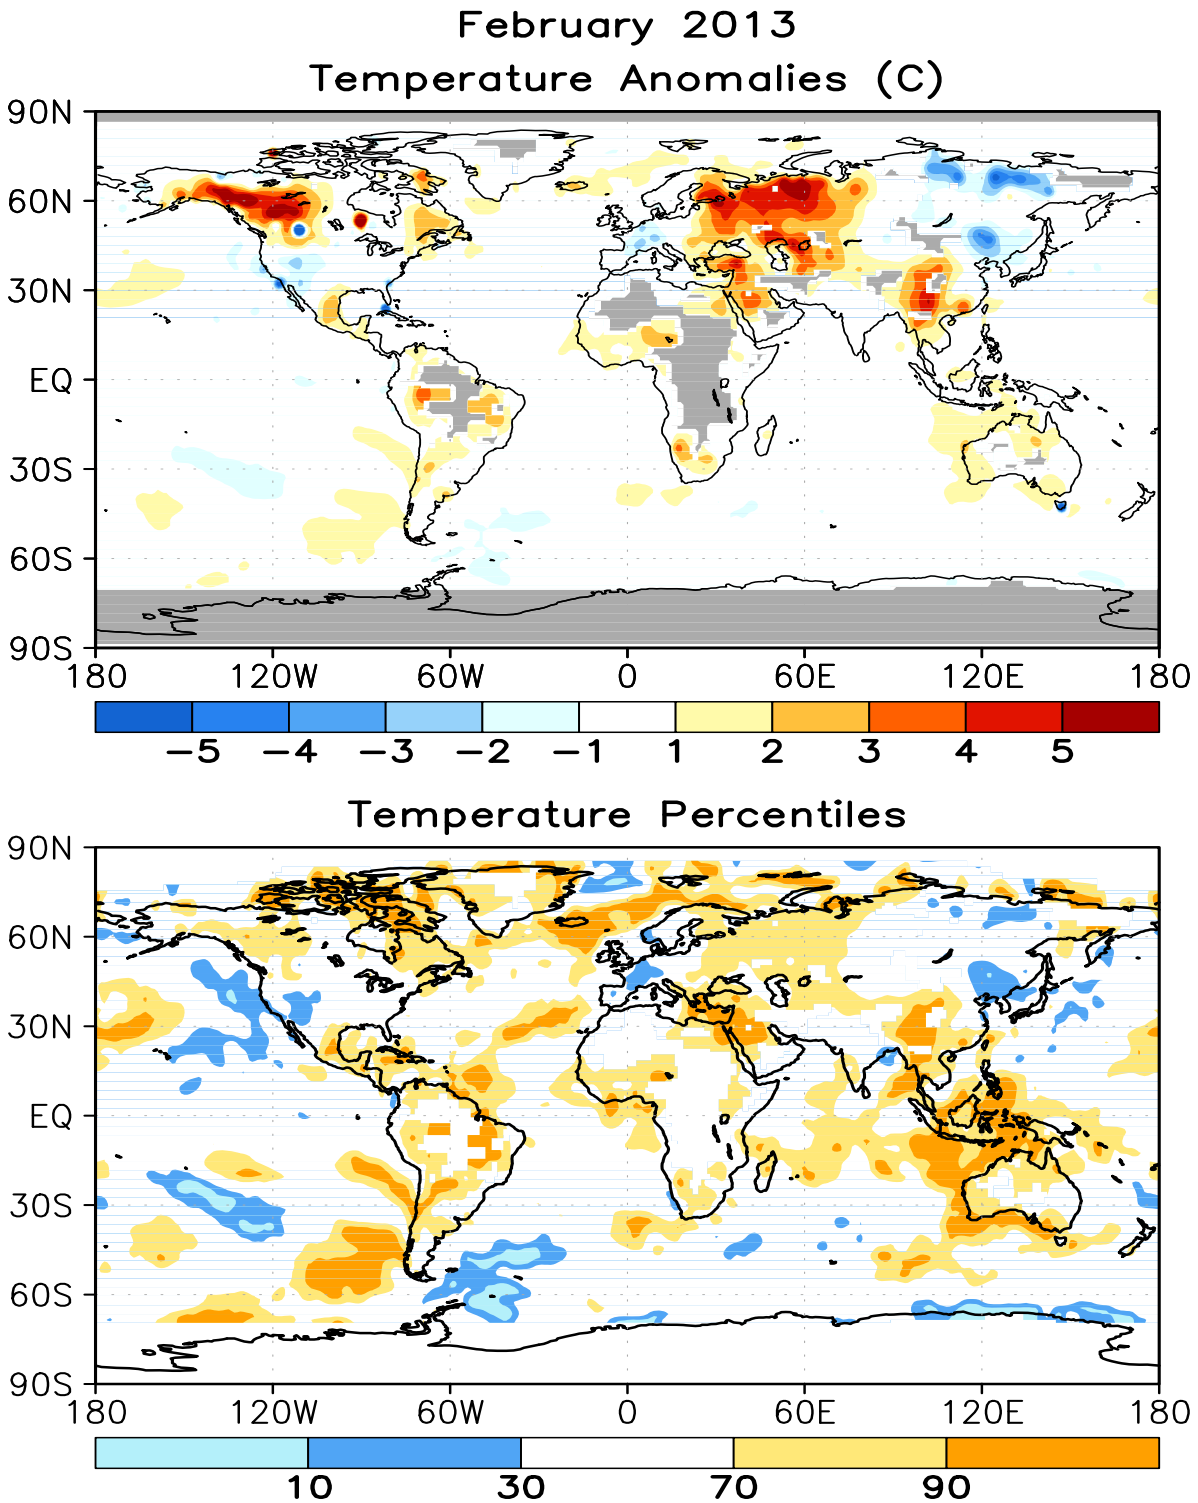 February 2013
Temperature Anomalies (C)
90N
60N
30N
EQ
30S
60S
90S
180 120W 60W 0 60E 120E 180
−5 −4 −3 −2 −1 1 2 3 4 5
Temperature Percentiles
90N
60N
30N
EQ
30S
60S
90S
180 120W 60W 0 60E 120E 180
10 30 70 90